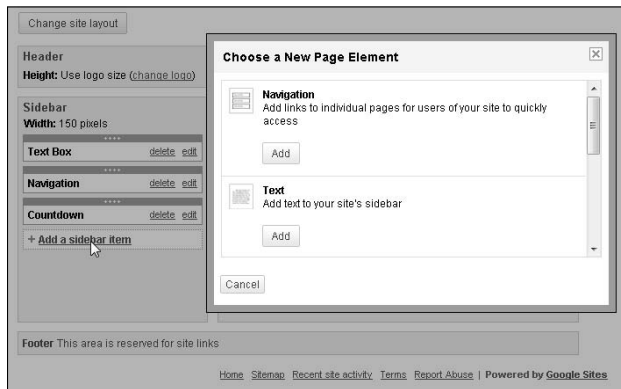 Change site layout
Header
Height: Use logo size (change logo)
Sidebar
Width: 150 pixels
Text Box delete edit
Navigation delete edit
Countdown delete edit
+ Add a sidebar item
Choose a New Page Element
Navigation
Add links to individual pages for users of your site to quickly
access
Add
Text
Add text to your site's sidebar
Add
Cancel
Footer This area is reserved for site links
Home Sitemap Recent site activity Terms Report Abuse | Powered by Google Sites